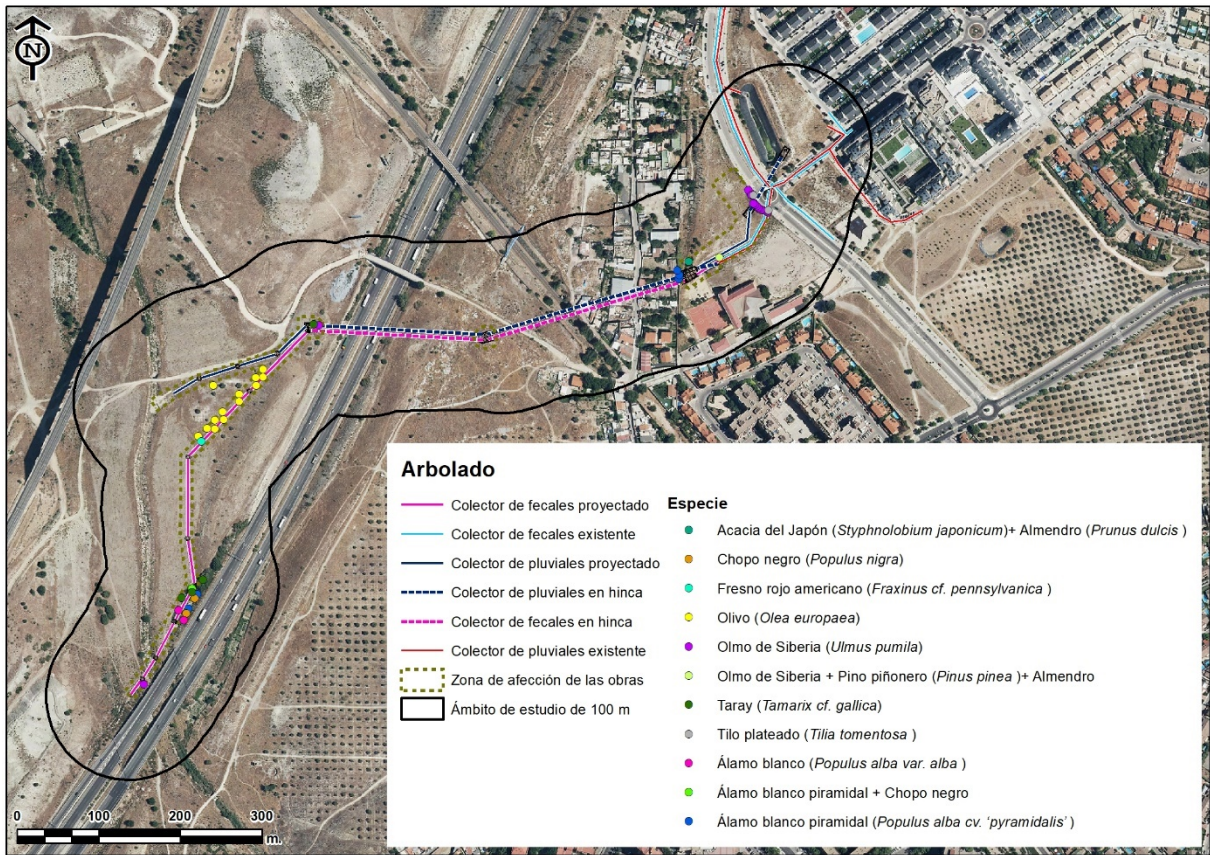 N
Arbolado
Colector de fecales proyectado
Colector de fecales existente
Colector de pluviales proyectado
Colector de pluviales en hinca
Colector de fecales en hinca
Colector de pluviales existente
Zona de afección de las obras
Ámbito de estudio de 100 m
Especie
Acacia del Japón (Styphnolobium japonicum)+ Almendro (Prunus dulcis )
Chopo negro (Populus nigra)
Fresno rojo americano (Fraxinus cf. pennsylvanica )
Olivo (Olea europaea)
Olmo de Siberia (Ulmus pumila)
Olmo de Siberia + Pino piñonero (Pinus pinea )+ Almendro
Taray (Tamarix cf. gallica)
Tilo plateado (Tilia tomentosa )
Álamo blanco (Populus alba var. alba )
Álamo blanco piramidal + Chopo negro
Álamo blanco piramidal (Populus alba cv. 'pyramidalis' )
0 100 200 300
m.